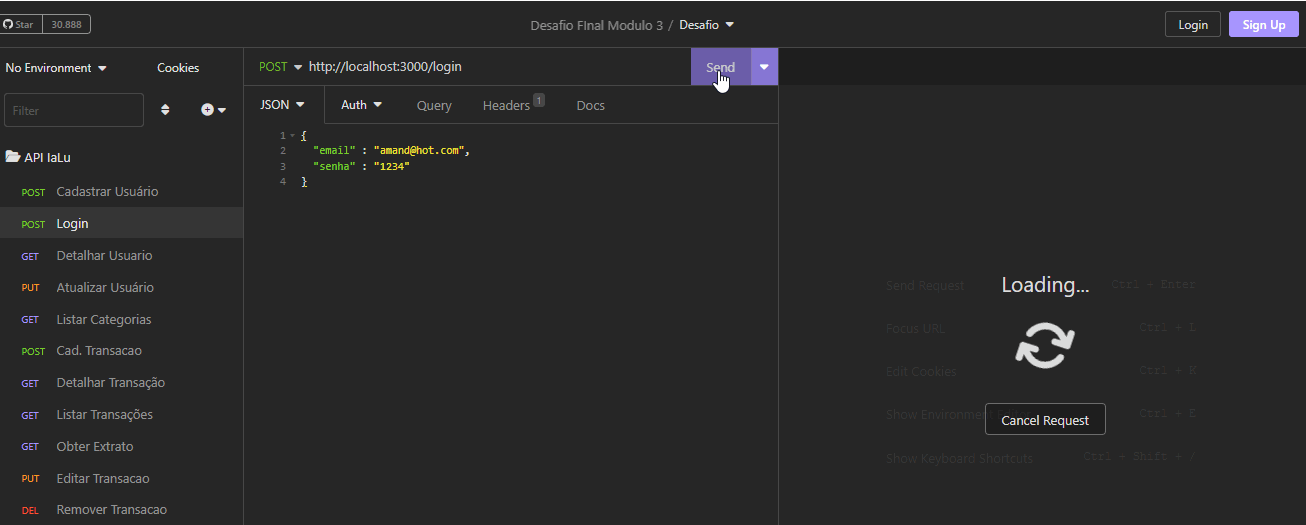 Star 30.888 Desafio FInal Modulo 3 / Desafio Login Sign Up
No Environment Cookies
POST http://localhost:3000/login Send
Filter
JSON Auth Query Headers 1 Docs
1 {
2 "email" : "amand@hot.com",
3 "senha" : "1234"
4 }
API IaLu
POST Cadastrar Usuário
POST Login
GET Detalhar Usuario
PUT Atualizar Usuário
GET Listar Categorias
POST Cad. Transacao
GET Detalhar Transação
GET Listar Transações
GET Obter Extrato
PUT Editar Transacao
DEL Remover Transacao
Loading...
Send Request Ctrl + Enter
Focus URL Ctrl + L
Edit Cookies Ctrl + K
Show Environment Ctrl + E
Cancel Request
Show Keyboard Shortcuts Ctrl + Shift + /